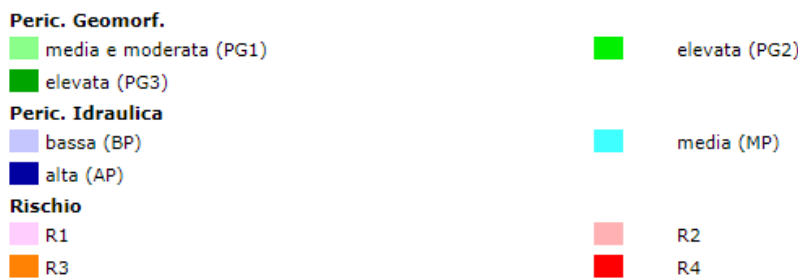 Peric. Geomorf.
media e moderata (PG1) elevata (PG2)
elevata (PG3)
Peric. Idraulica
bassa (BP) media (MP)
alta (AP)
Rischio
R1 R2
R3 R4